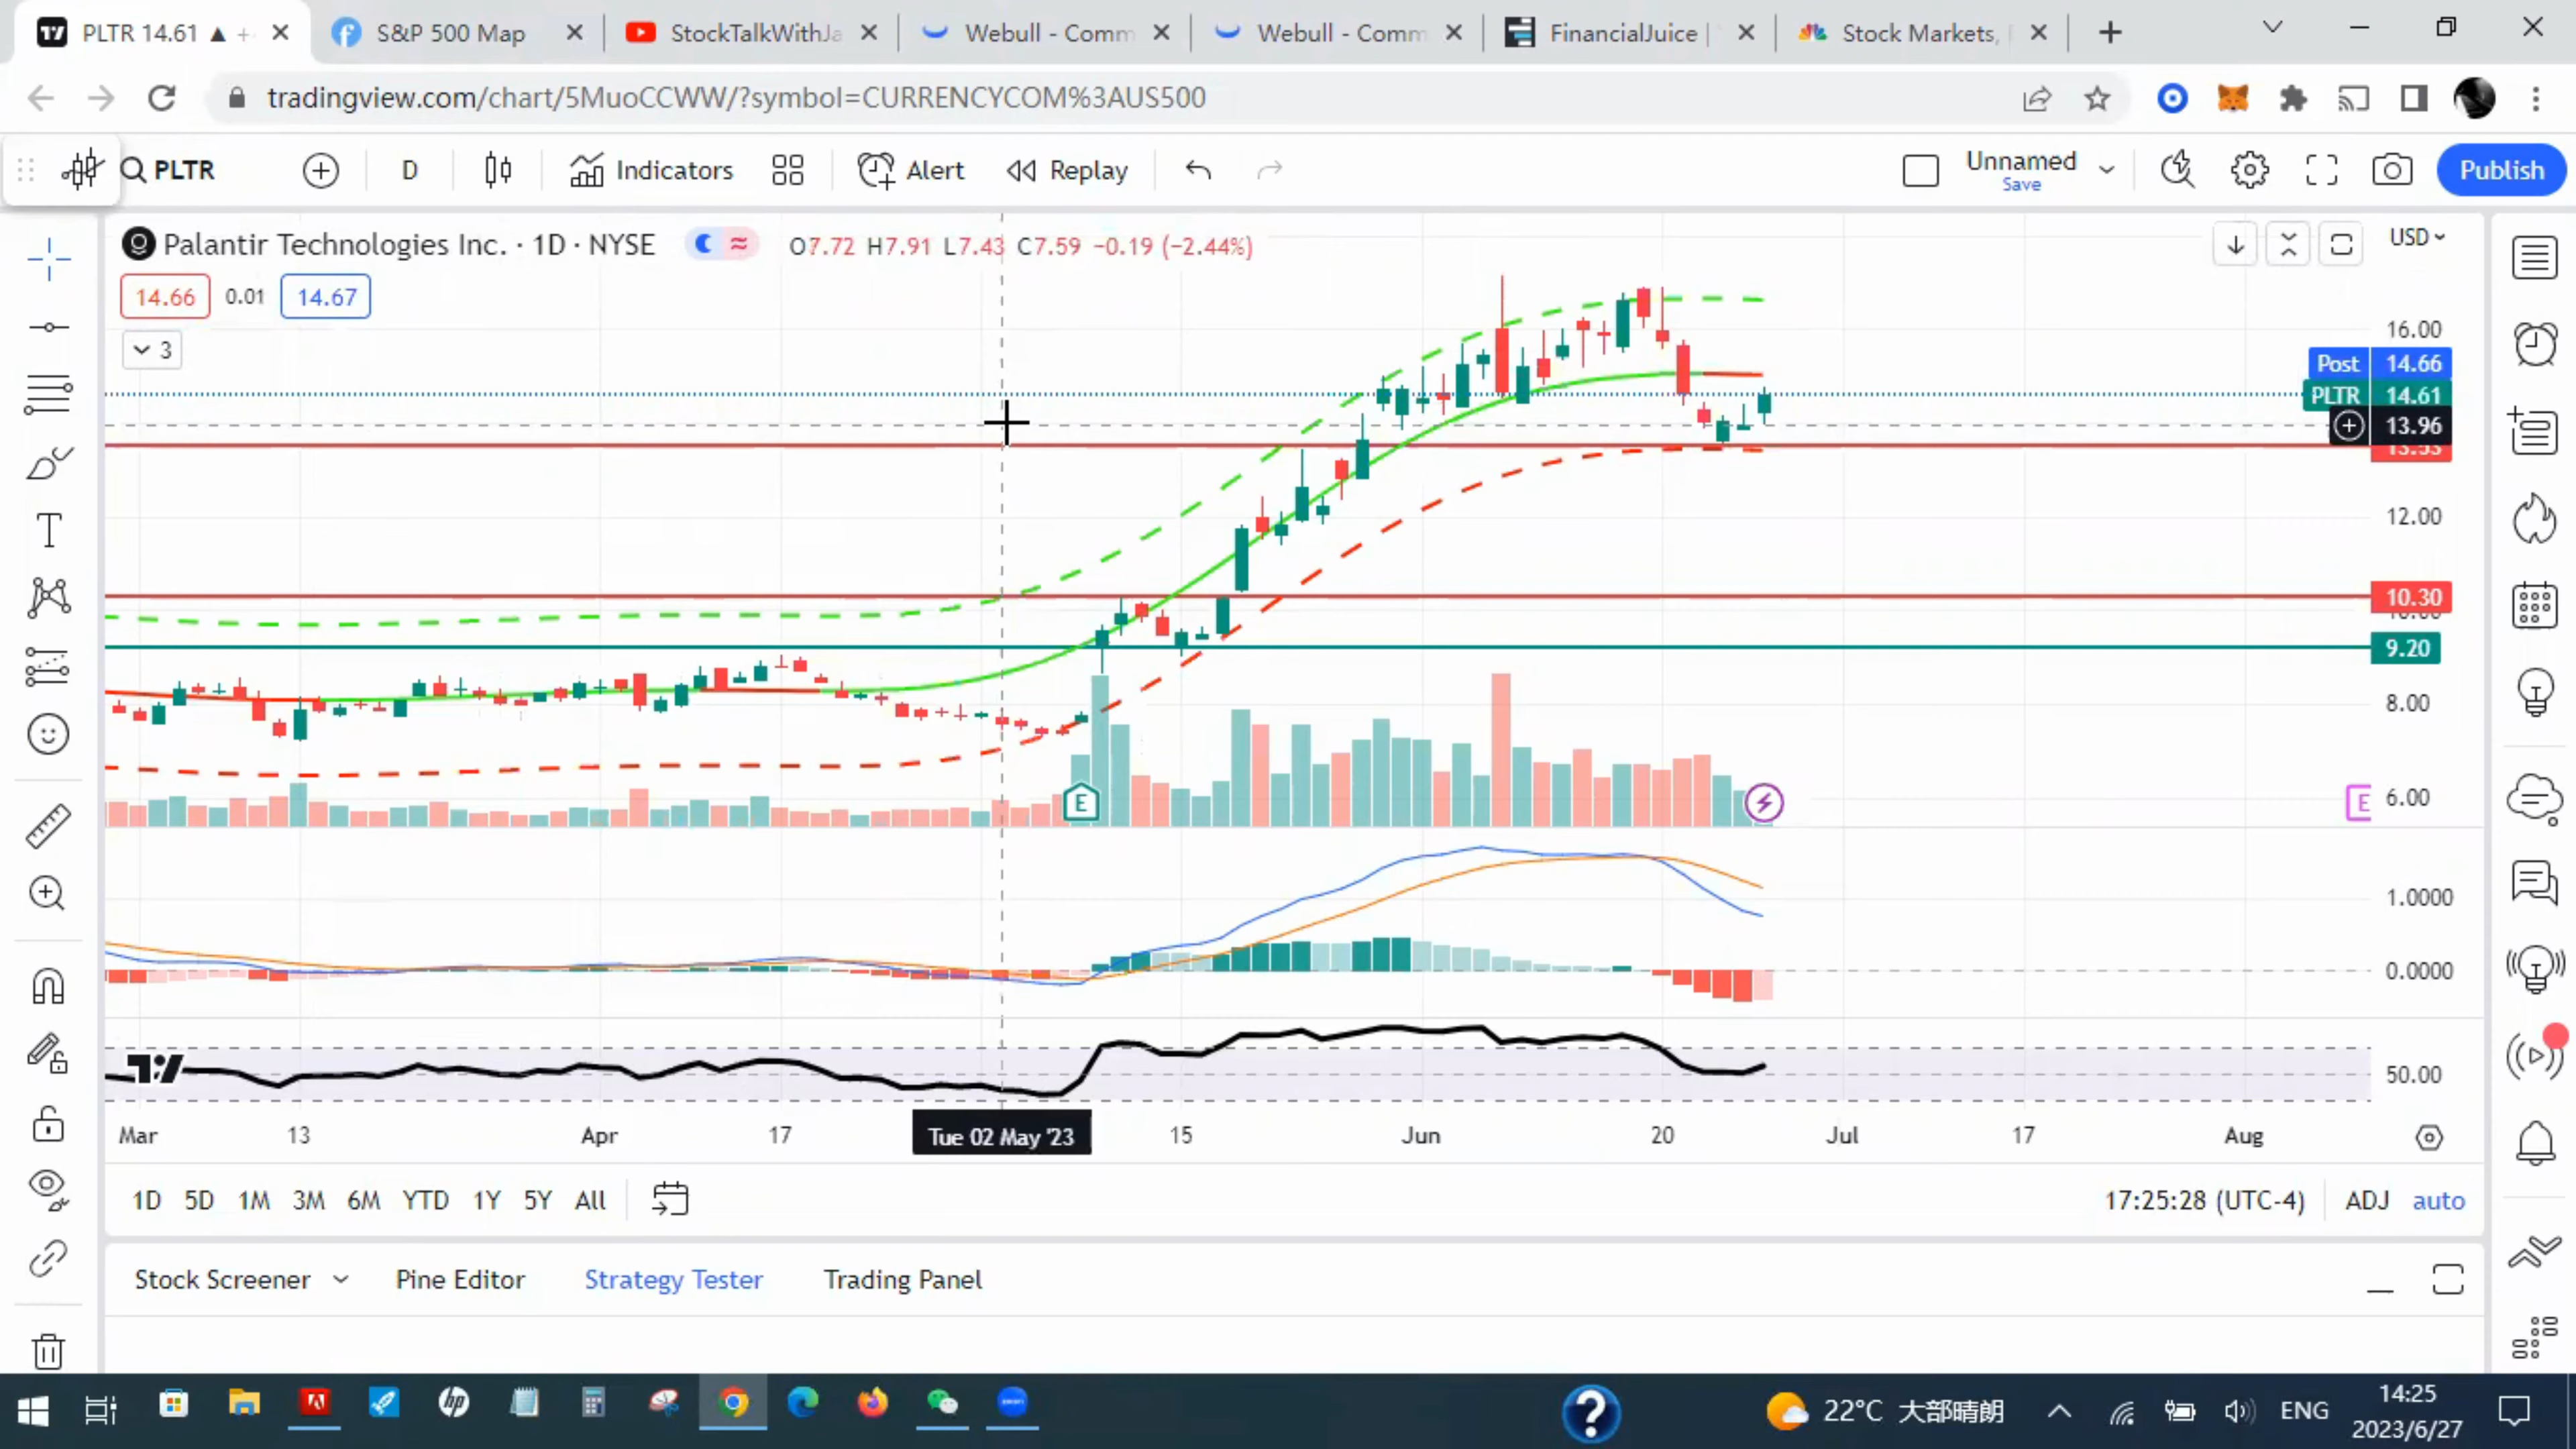 PLTR 14.61 ▲ +
S&P 500 Map
StockTalkWithJa
Webull - Comm
Webull - Comm
FinancialJuice |
Stock Markets,
tradingview.com/chart/5MuoCCWW/?symbol=CURRENCYCOM%3AUS500
PLTR
D
Indicators
Alert
Replay
Unnamed
Save
Publish
Palantir Technologies Inc. · 1D · NYSE
O7.72 H7.91 L7.43 C7.59 −0.19 (−2.44%)
USD
14.66
0.01
14.67
3
16.00
Post 14.66
PLTR 14.61
13.96
13.53
12.00
10.30
10.00
9.20
8.00
E
E
6.00
1.0000
0.0000
50.00
Mar
13
Apr
17
Tue 02 May '23
15
Jun
20
Jul
17
Aug
1D 5D 1M 3M 6M YTD 1Y 5Y All
17:25:28 (UTC-4)
ADJ
auto
Stock Screener
Pine Editor
Strategy Tester
Trading Panel
hp
zoom
22°C 大部晴朗
ENG
14:25
2023/6/27